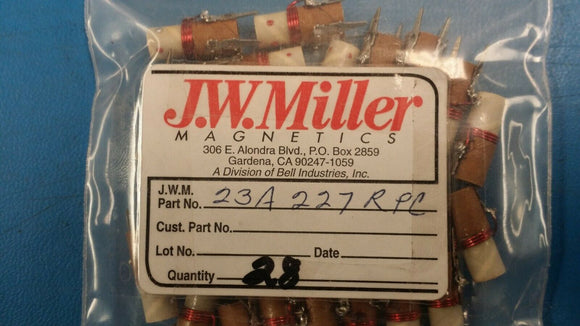 J.W.Miller
MAGNETICS
306 E. Alondra Blvd., P.O. Box 2859
Gardena, CA 90247-1059
A Division of Bell Industries, Inc.
J.W.M.
Part No. 23A 227 RPC
Cust. Part No.
Lot No. Date
Quantity 28